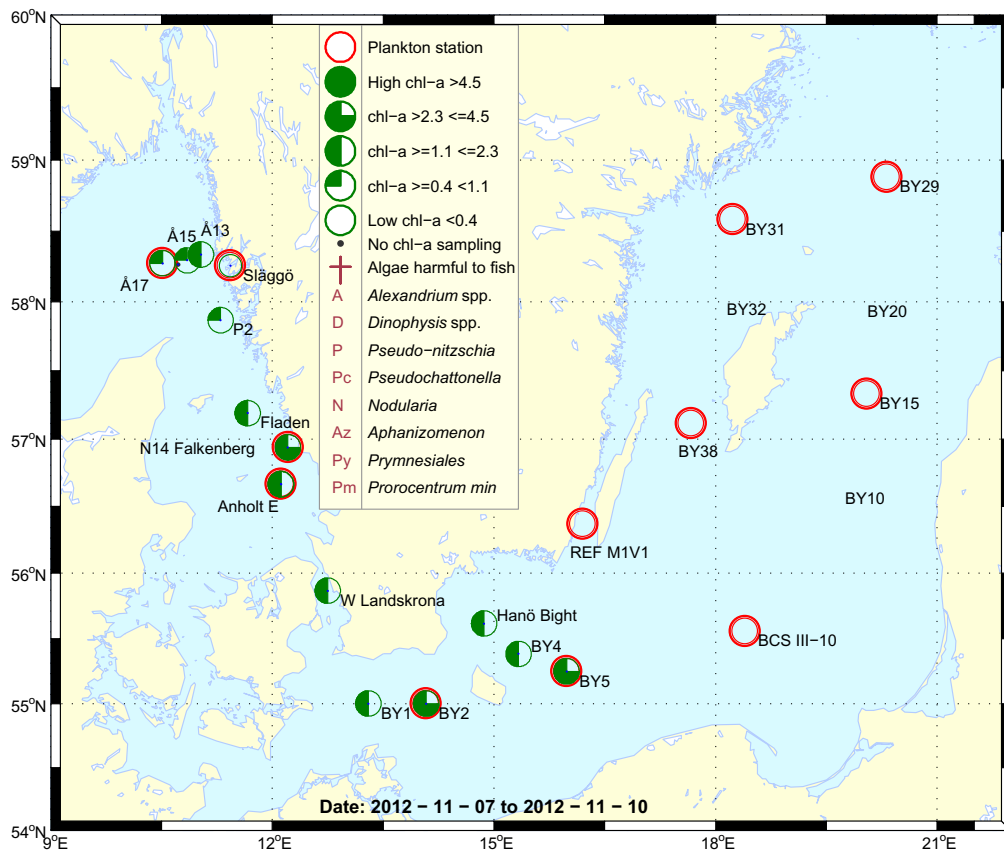 60°N
59°N
58°N
57°N
56°N
55°N
54°N
9°E
12°E
15°E
18°E
21°E
Plankton station
High chl−a >4.5
chl−a >2.3 <=4.5
chl−a >=1.1 <=2.3
chl−a >=0.4 <1.1
Low chl−a <0.4
No chl−a sampling
Algae harmful to fish
A Alexandrium spp.
D Dinophysis spp.
P Pseudo−nitzschia
Pc Pseudochattonella
N Nodularia
Az Aphanizomenon
Py Prymnesiales
Pm Prorocentrum min
BY29
BY31
Å13
Å15
Släggö
Å17
BY32
BY20
P2
BY15
Fladen
N14 Falkenberg
BY38
Anholt E
BY10
REF M1V1
W Landskrona
Hanö Bight
BCS III−10
BY4
BY5
BY1
BY2
Date: 2012 − 11 − 07 to 2012 − 11 − 10